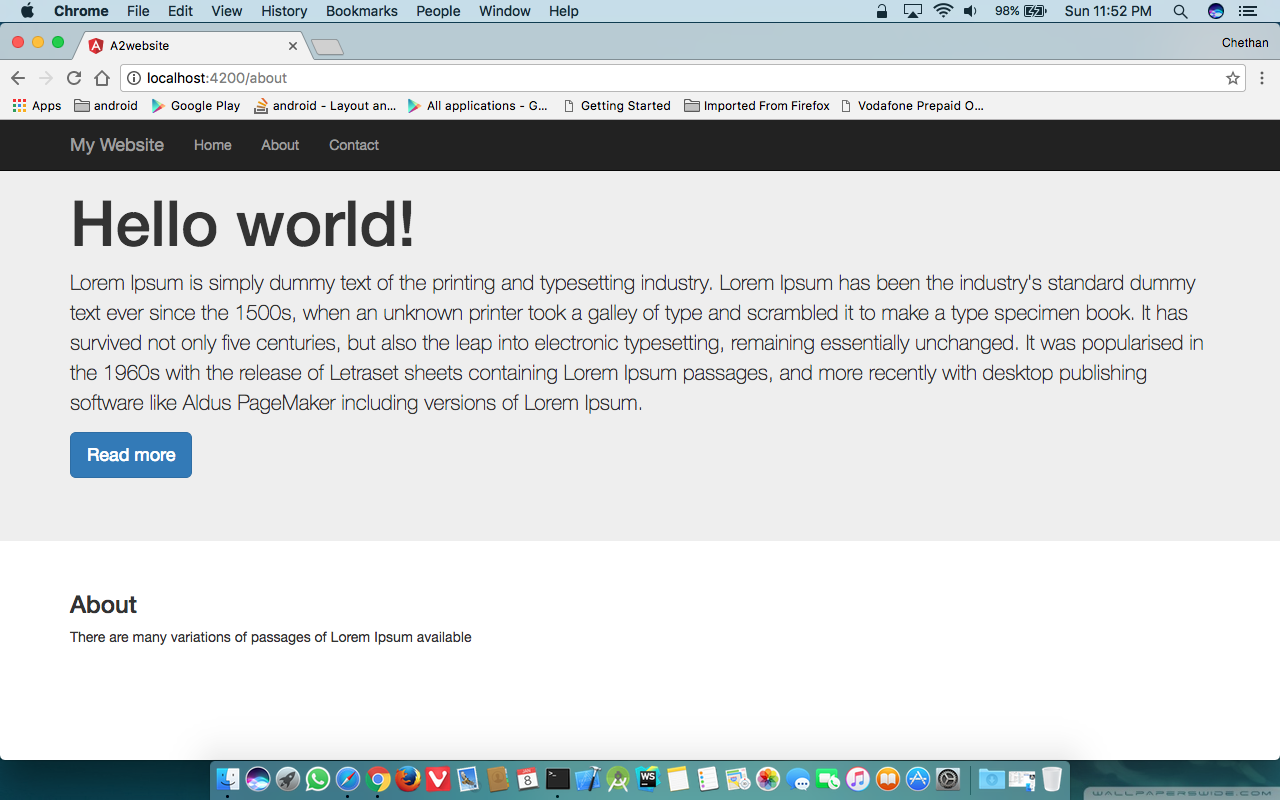 Chrome File Edit View History Bookmarks People Window Help 98% Sun 11:52 PM
A2website Chethan
localhost:4200/about
Apps android Google Play android - Layout an... All applications - G... Getting Started Imported From Firefox Vodafone Prepaid O...
My Website Home About Contact
Hello world!
Lorem Ipsum is simply dummy text of the printing and typesetting industry. Lorem Ipsum has been the industry's standard dummy
text ever since the 1500s, when an unknown printer took a galley of type and scrambled it to make a type specimen book. It has
survived not only five centuries, but also the leap into electronic typesetting, remaining essentially unchanged. It was popularised in
the 1960s with the release of Letraset sheets containing Lorem Ipsum passages, and more recently with desktop publishing
software like Aldus PageMaker including versions of Lorem Ipsum.
Read more
About
There are many variations of passages of Lorem Ipsum available
8
WS
WALLPAPERSWIDE.COM